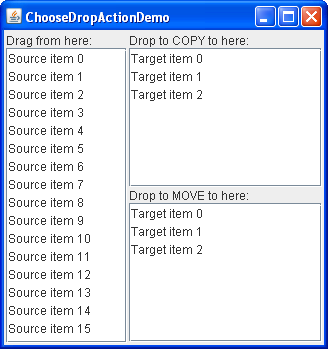 ChooseDropActionDemo
Drag from here:
Source item 0
Source item 1
Source item 2
Source item 3
Source item 4
Source item 5
Source item 6
Source item 7
Source item 8
Source item 9
Source item 10
Source item 11
Source item 12
Source item 13
Source item 14
Source item 15
Drop to COPY to here:
Target item 0
Target item 1
Target item 2
Drop to MOVE to here:
Target item 0
Target item 1
Target item 2